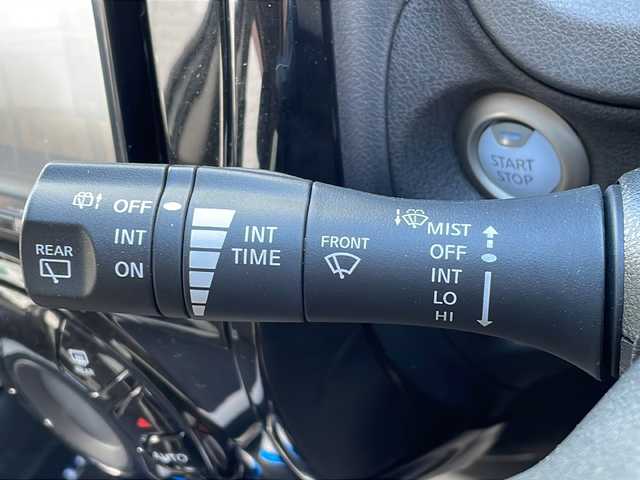 REAR
OFF
INT
ON
INT
TIME
FRONT
MIST
OFF
INT
LO
HI
START
STOP
AUTO